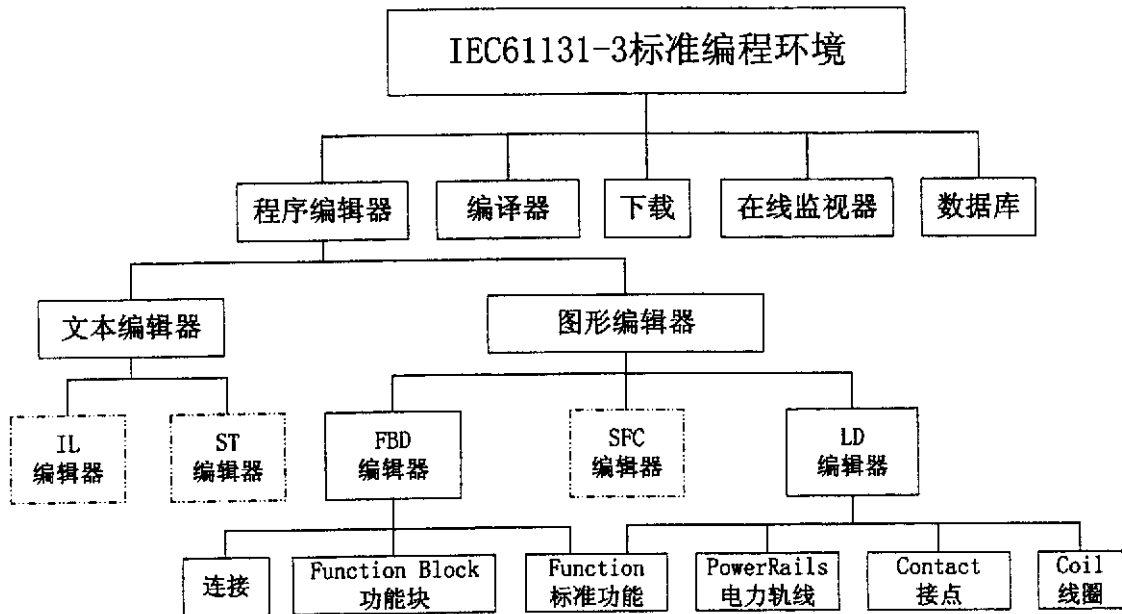 IEC61131-3标准编程环境
程序编辑器
编译器
下载
在线监视器
数据库
文本编辑器
图形编辑器
IL
编辑器
ST
编辑器
FBD
编辑器
SFC
编辑器
LD
编辑器
连接
Function Block
功能块
Function
标准功能
PowerRails
电力轨线
Contact
接点
Coil
线圈